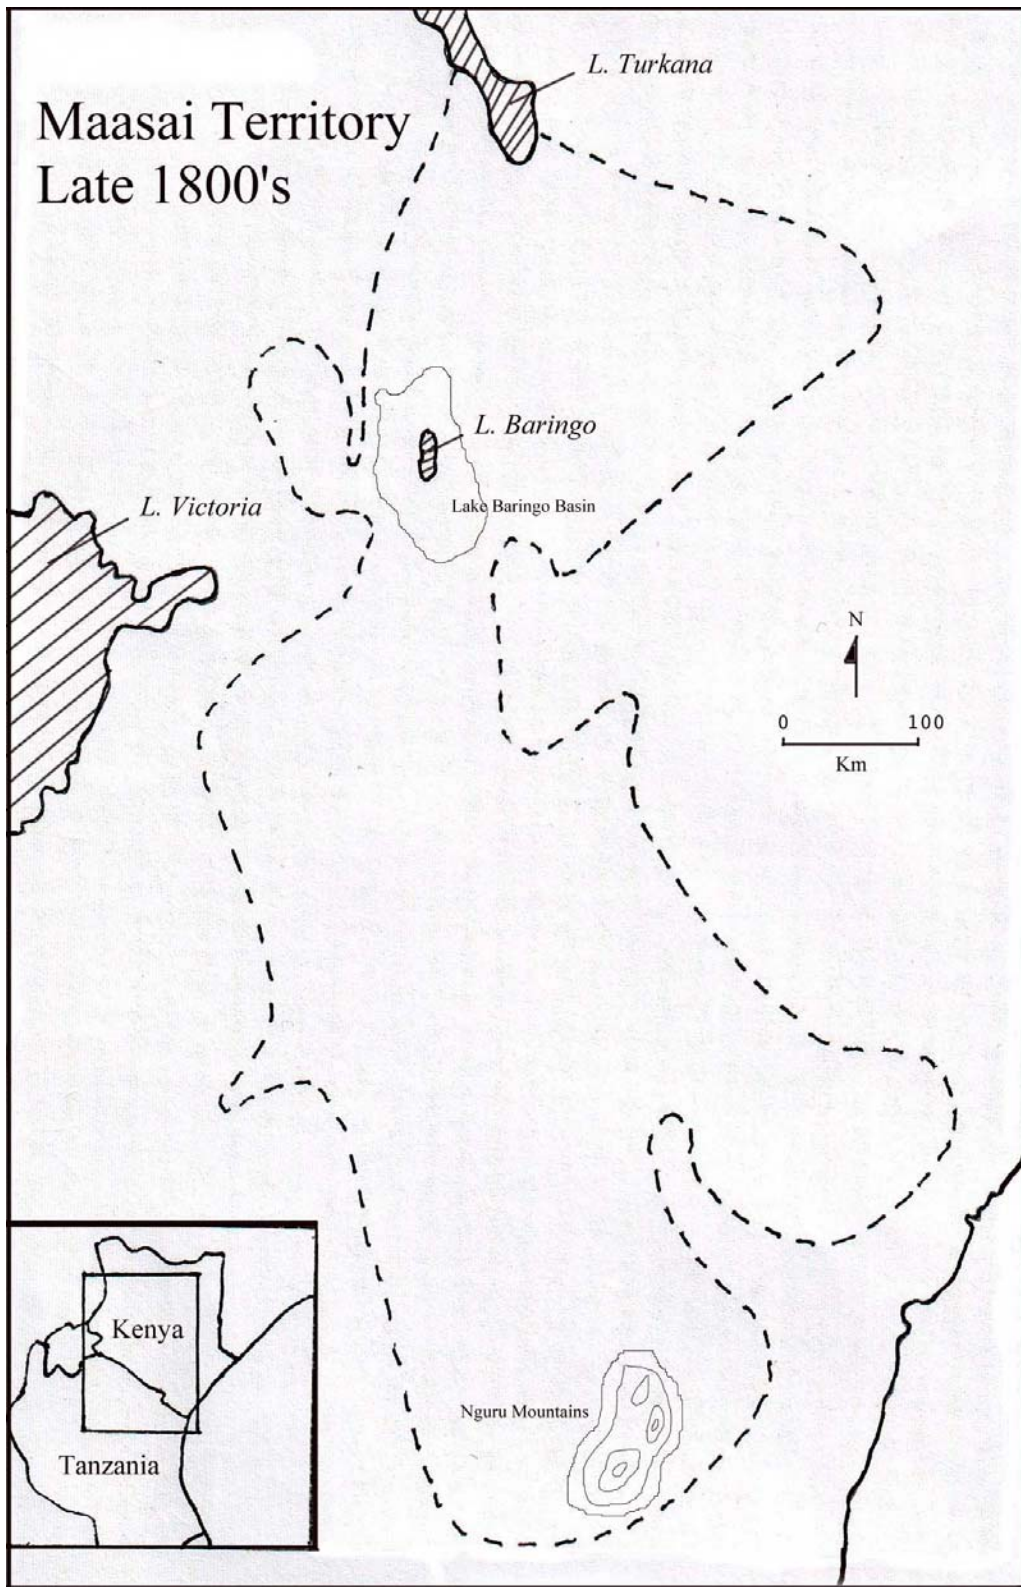 L. Turkana
Maasai Territory
Late 1800's
L. Baringo
L. Victoria
Lake Baringo Basin
N
0 100
Km
Nguru Mountains
Kenya
Tanzania